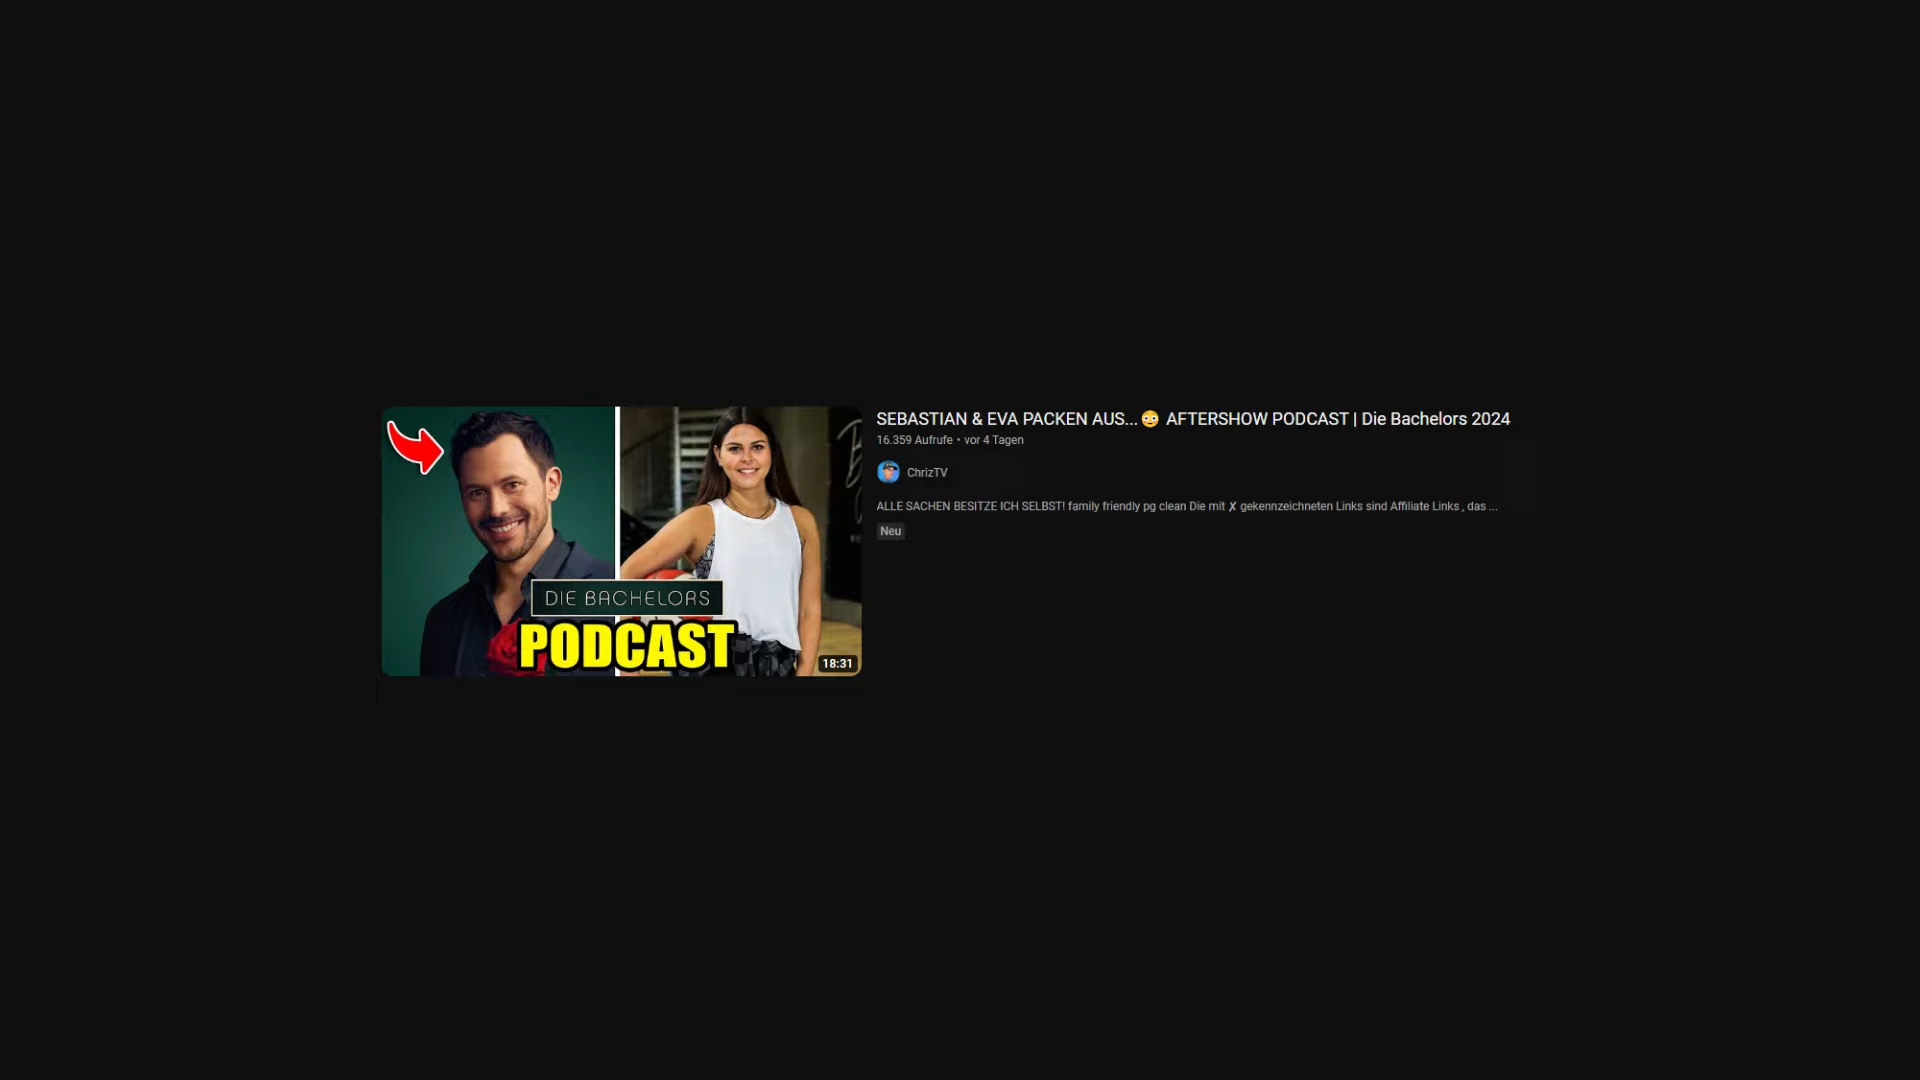 DIE BACHELORS
PODCAST
18:31
SEBASTIAN & EVA PACKEN AUS...😳 AFTERSHOW PODCAST | Die Bachelors 2024
16.359 Aufrufe • vor 4 Tagen
ChrizTV
ALLE SACHEN BESITZE ICH SELBST! family friendly pg clean Die mit ✗ gekennzeichneten Links sind Affiliate Links , das ...
Neu